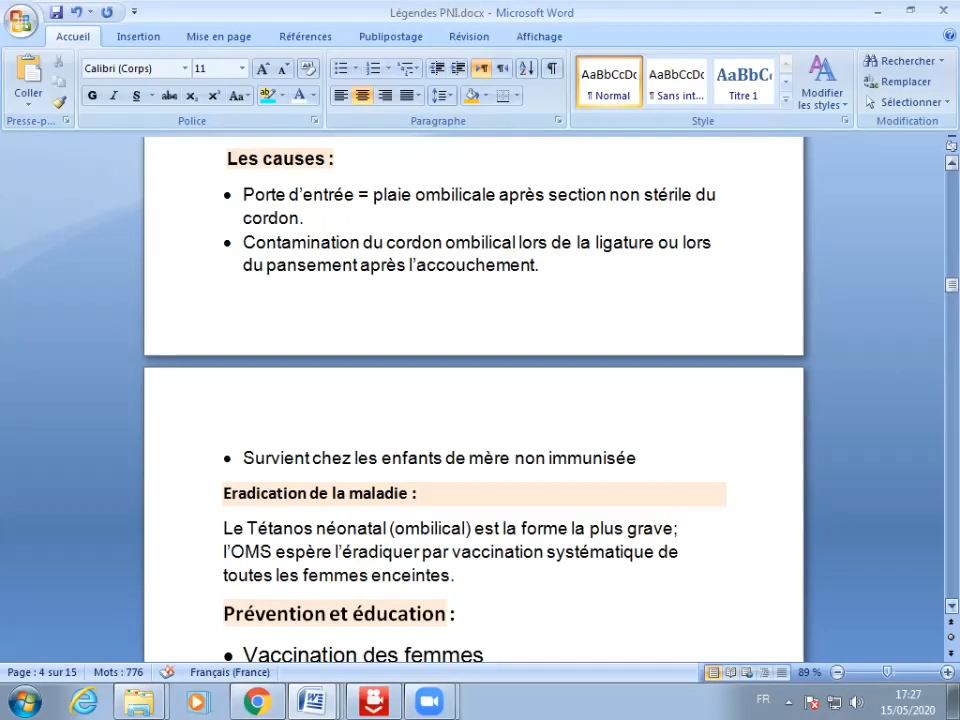 Légendes PNI.docx - Microsoft Word
Accueil Insertion Mise en page Références Publipostage Révision Affichage
Coller
Calibri (Corps) 11
G I S abe x₂ x² Aa
AaBbCcDc AaBbCcDc AaBbC
¶ Normal ¶ Sans int... Titre 1
Modifier
les styles
Rechercher
Remplacer
Sélectionner
Presse-p... Police Paragraphe Style Modification
Les causes :
• Porte d’entrée = plaie ombilicale après section non stérile du
cordon.
• Contamination du cordon ombilical lors de la ligature ou lors
du pansement après l’accouchement.
• Survient chez les enfants de mère non immunisée
Eradication de la maladie :
Le Tétanos néonatal (ombilical) est la forme la plus grave;
l’OMS espère l’éradiquer par vaccination systématique de
toutes les femmes enceintes.
Prévention et éducation :
• Vaccination des femmes
Page : 4 sur 15 Mots : 776 Français (France) 89 %
FR 17:27
15/05/2020